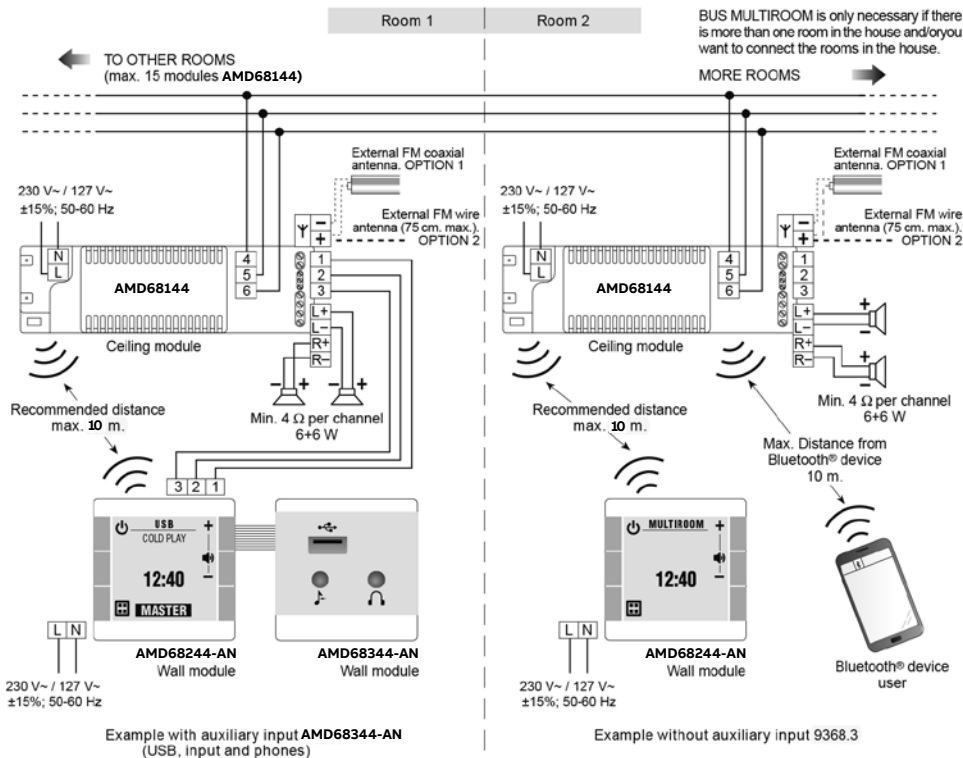 Room 1
Room 2
BUS MULTIROOM is only necessary if there
is more than one room in the house and/oryou
want to connect the rooms in the house.
TO OTHER ROOMS
(max. 15 modules AMD68144)
MORE ROOMS
External FM coaxial
antenna. OPTION 1
230 V~ / 127 V~
±15%; 50-60 Hz
External FM wire
antenna (75 cm. max.).
OPTION 2
N
L
AMD68144
4
5
6
–
+
1
2
3
L+
L–
R+
R–
Ceiling module
– +
– +
Min. 4 Ω per channel
6+6 W
Recommended distance
max. 10 m.
3 2 1
USB
COLD PLAY
+
–
12:40
MASTER
L N
AMD68244-AN
Wall module
AMD68344-AN
Wall module
230 V~ / 127 V~
±15%; 50-60 Hz
Example with auxiliary input AMD68344-AN
(USB, input and phones)
External FM coaxial
antenna. OPTION 1
230 V~ / 127 V~
±15%; 50-60 Hz
External FM wire
antenna (75 cm. max.).
OPTION 2
N
L
AMD68144
4
5
6
–
+
1
2
3
L+
L–
R+
R–
Ceiling module
+
–
+
–
Min. 4 Ω per channel
6+6 W
Recommended distance
max. 10 m.
Max. Distance from
Bluetooth® device
10 m.
MULTIROOM
+
–
12:40
L N
AMD68244-AN
Wall module
Bluetooth® device
user
230 V~ / 127 V~
±15%; 50-60 Hz
Example without auxiliary input 9368.3